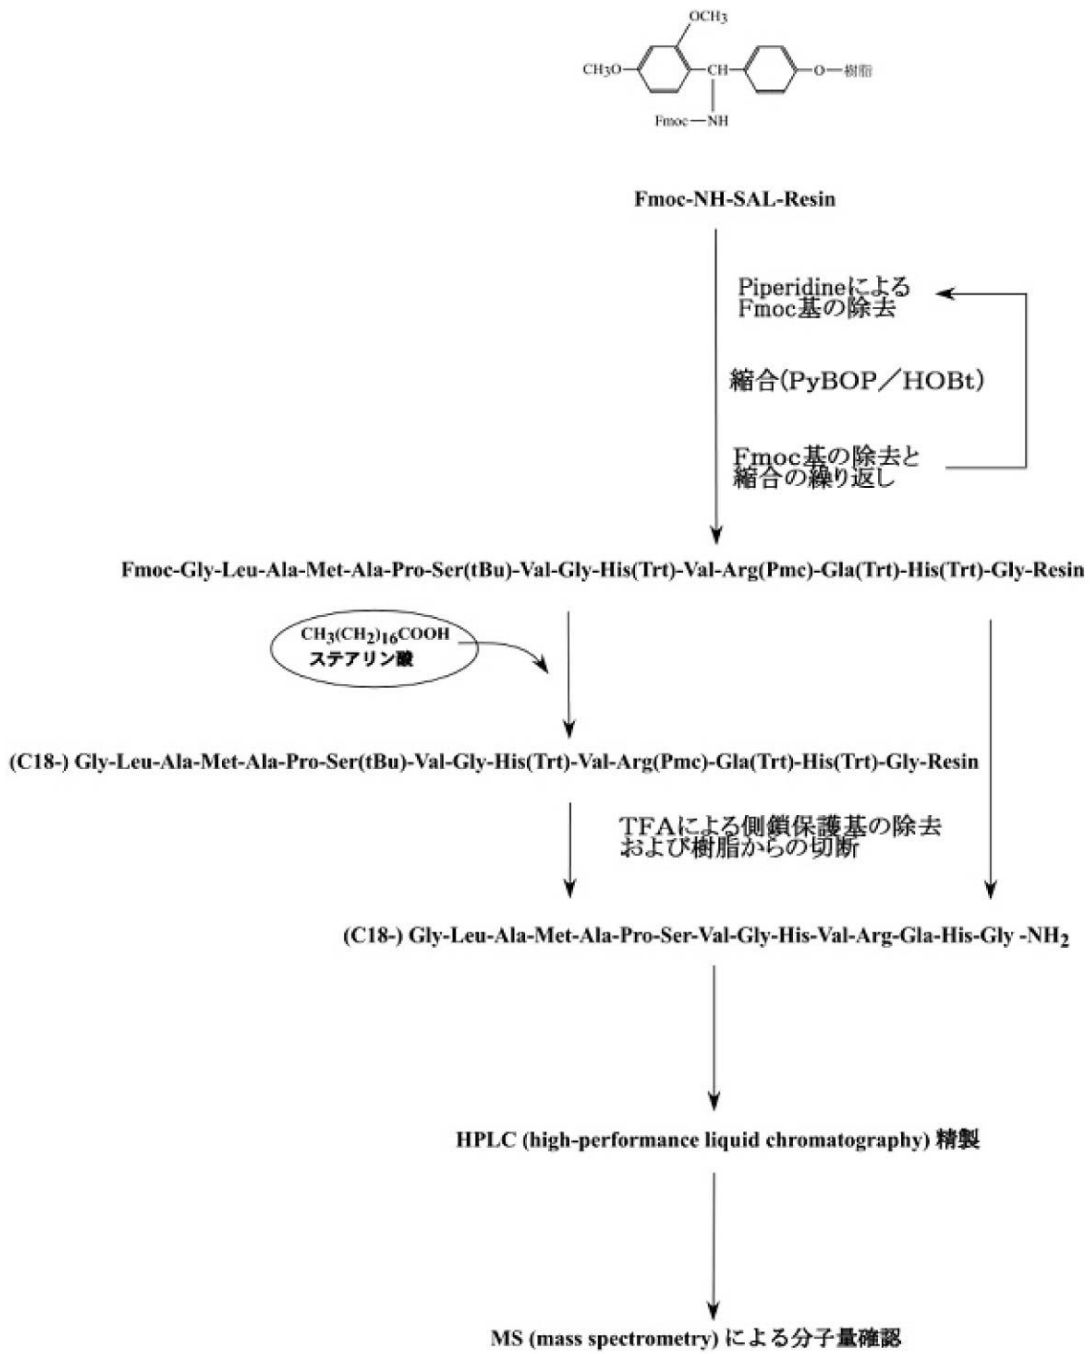 OCH3
CH3O
CH
O
樹脂
Fmoc
NH
Fmoc-NH-SAL-Resin
Piperidineによる
Fmoc基の除去
縮合(PyBOP／HOBt)
Fmoc基の除去と
縮合の繰り返し
Fmoc-Gly-Leu-Ala-Met-Ala-Pro-Ser(tBu)-Val-Gly-His(Trt)-Val-Arg(Pmc)-Gla(Trt)-His(Trt)-Gly-Resin
CH3(CH2)16COOH
ステアリン酸
(C18-) Gly-Leu-Ala-Met-Ala-Pro-Ser(tBu)-Val-Gly-His(Trt)-Val-Arg(Pmc)-Gla(Trt)-His(Trt)-Gly-Resin
TFAによる側鎖保護基の除去
および樹脂からの切断
(C18-) Gly-Leu-Ala-Met-Ala-Pro-Ser-Val-Gly-His-Val-Arg-Gla-His-Gly -NH2
HPLC (high-performance liquid chromatography) 精製
MS (mass spectrometry) による分子量確認